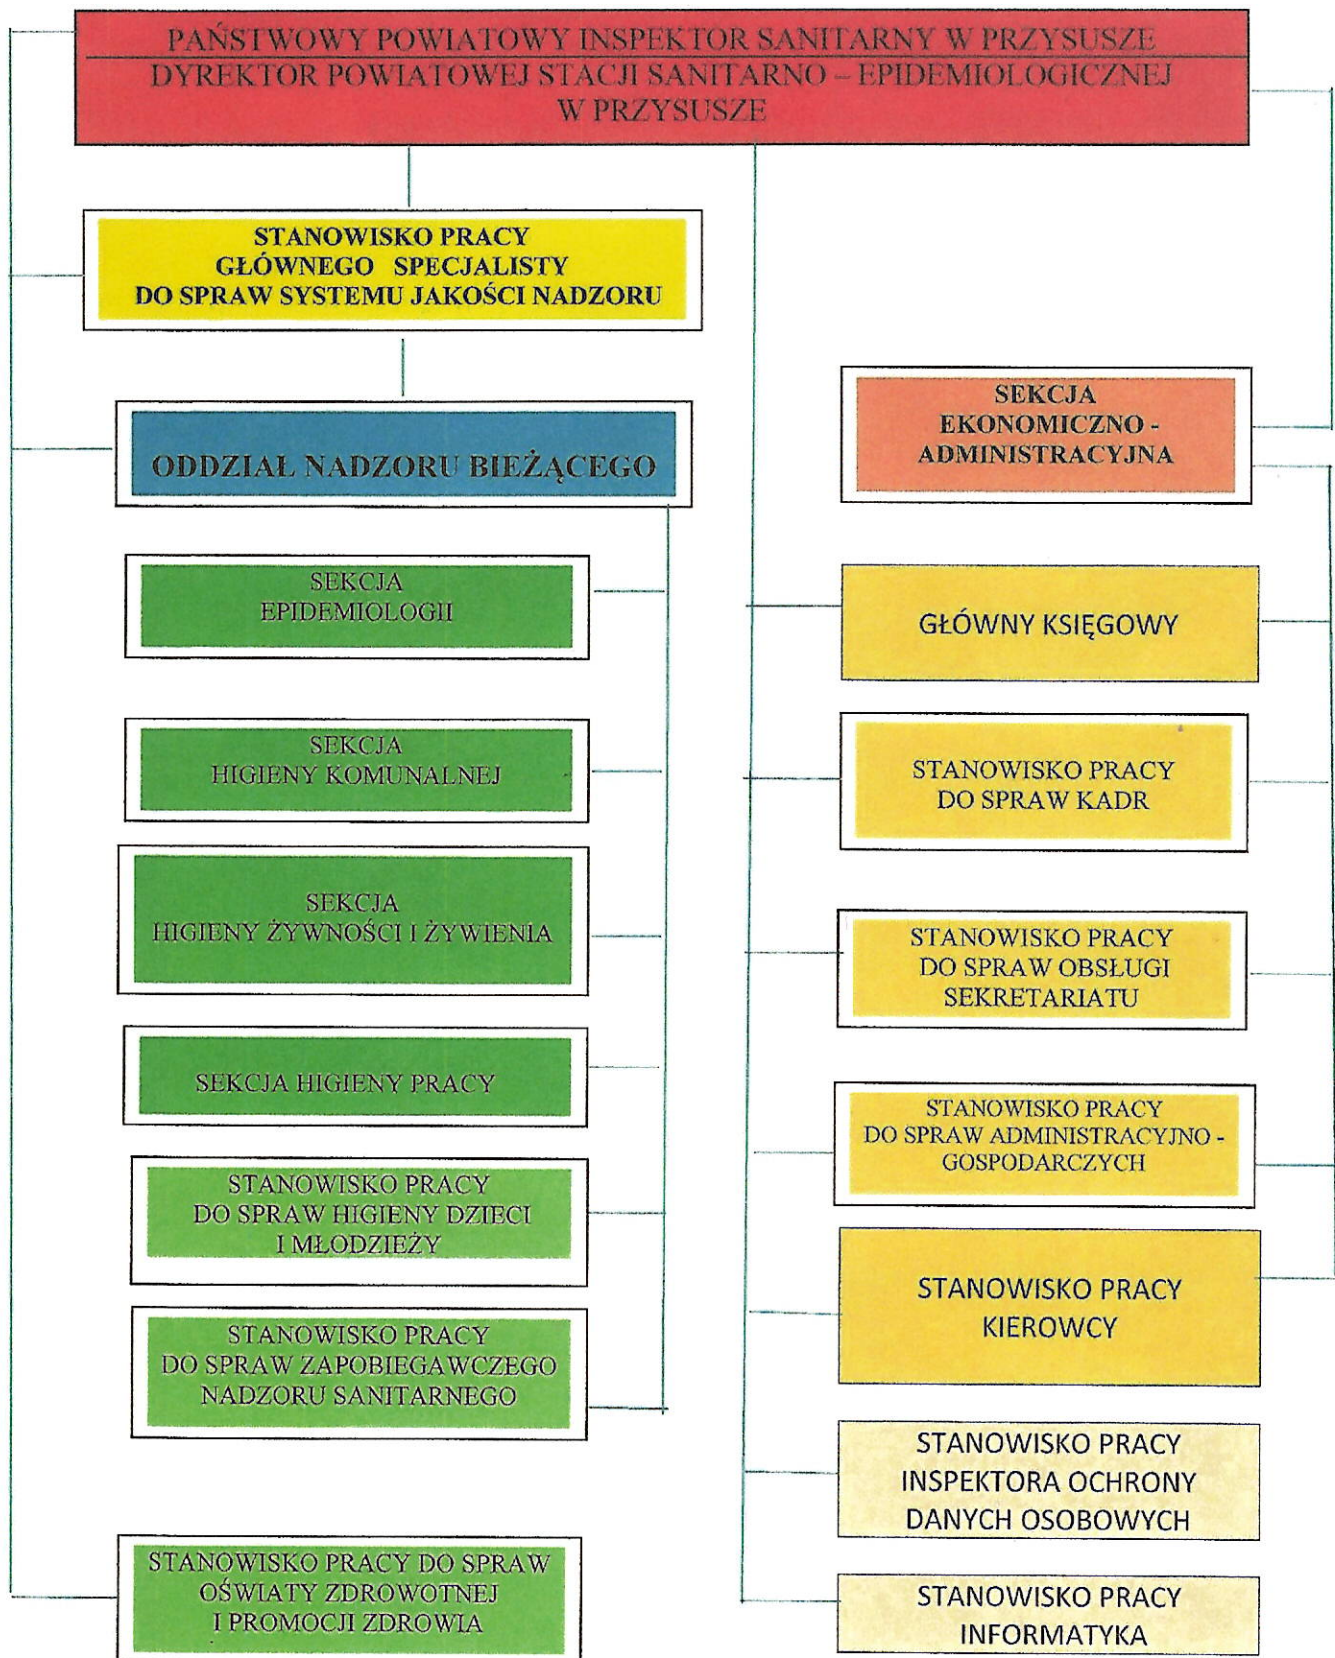 PAŃSTWOWY POWIATOWY INSPEKTOR SANITARNY W PRZYSUSZE
DYREKTOR POWIATOWEJ STACJI SANITARNO – EPIDEMIOLOGICZNEJ
W PRZYSUSZE
STANOWISKO PRACY
GŁÓWNEGO SPECJALISTY
DO SPRAW SYSTEMU JAKOŚCI NADZORU
ODDZIAŁ NADZORU BIEŻĄCEGO
SEKCJA
EPIDEMIOLOGII
SEKCJA
HIGIENY KOMUNALNEJ
SEKCJA
HIGIENY ŻYWNOŚCI I ŻYWIENIA
SEKCJA HIGIENY PRACY
STANOWISKO PRACY
DO SPRAW HIGIENY DZIECI
I MŁODZIEŻY
STANOWISKO PRACY
DO SPRAW ZAPOBIEGAWCZEGO
NADZORU SANITARNEGO
STANOWISKO PRACY DO SPRAW
OŚWIATY ZDROWOTNEJ
I PROMOCJI ZDROWIA
SEKCJA
EKONOMICZNO -
ADMINISTRACYJNA
GŁÓWNY KSIĘGOWY
STANOWISKO PRACY
DO SPRAW KADR
STANOWISKO PRACY
DO SPRAW OBSŁUGI
SEKRETARIATU
STANOWISKO PRACY
DO SPRAW ADMINISTRACYJNO -
GOSPODARCZYCH
STANOWISKO PRACY
KIEROWCY
STANOWISKO PRACY
INSPEKTORA OCHRONY
DANYCH OSOBOWYCH
STANOWISKO PRACY
INFORMATYKA